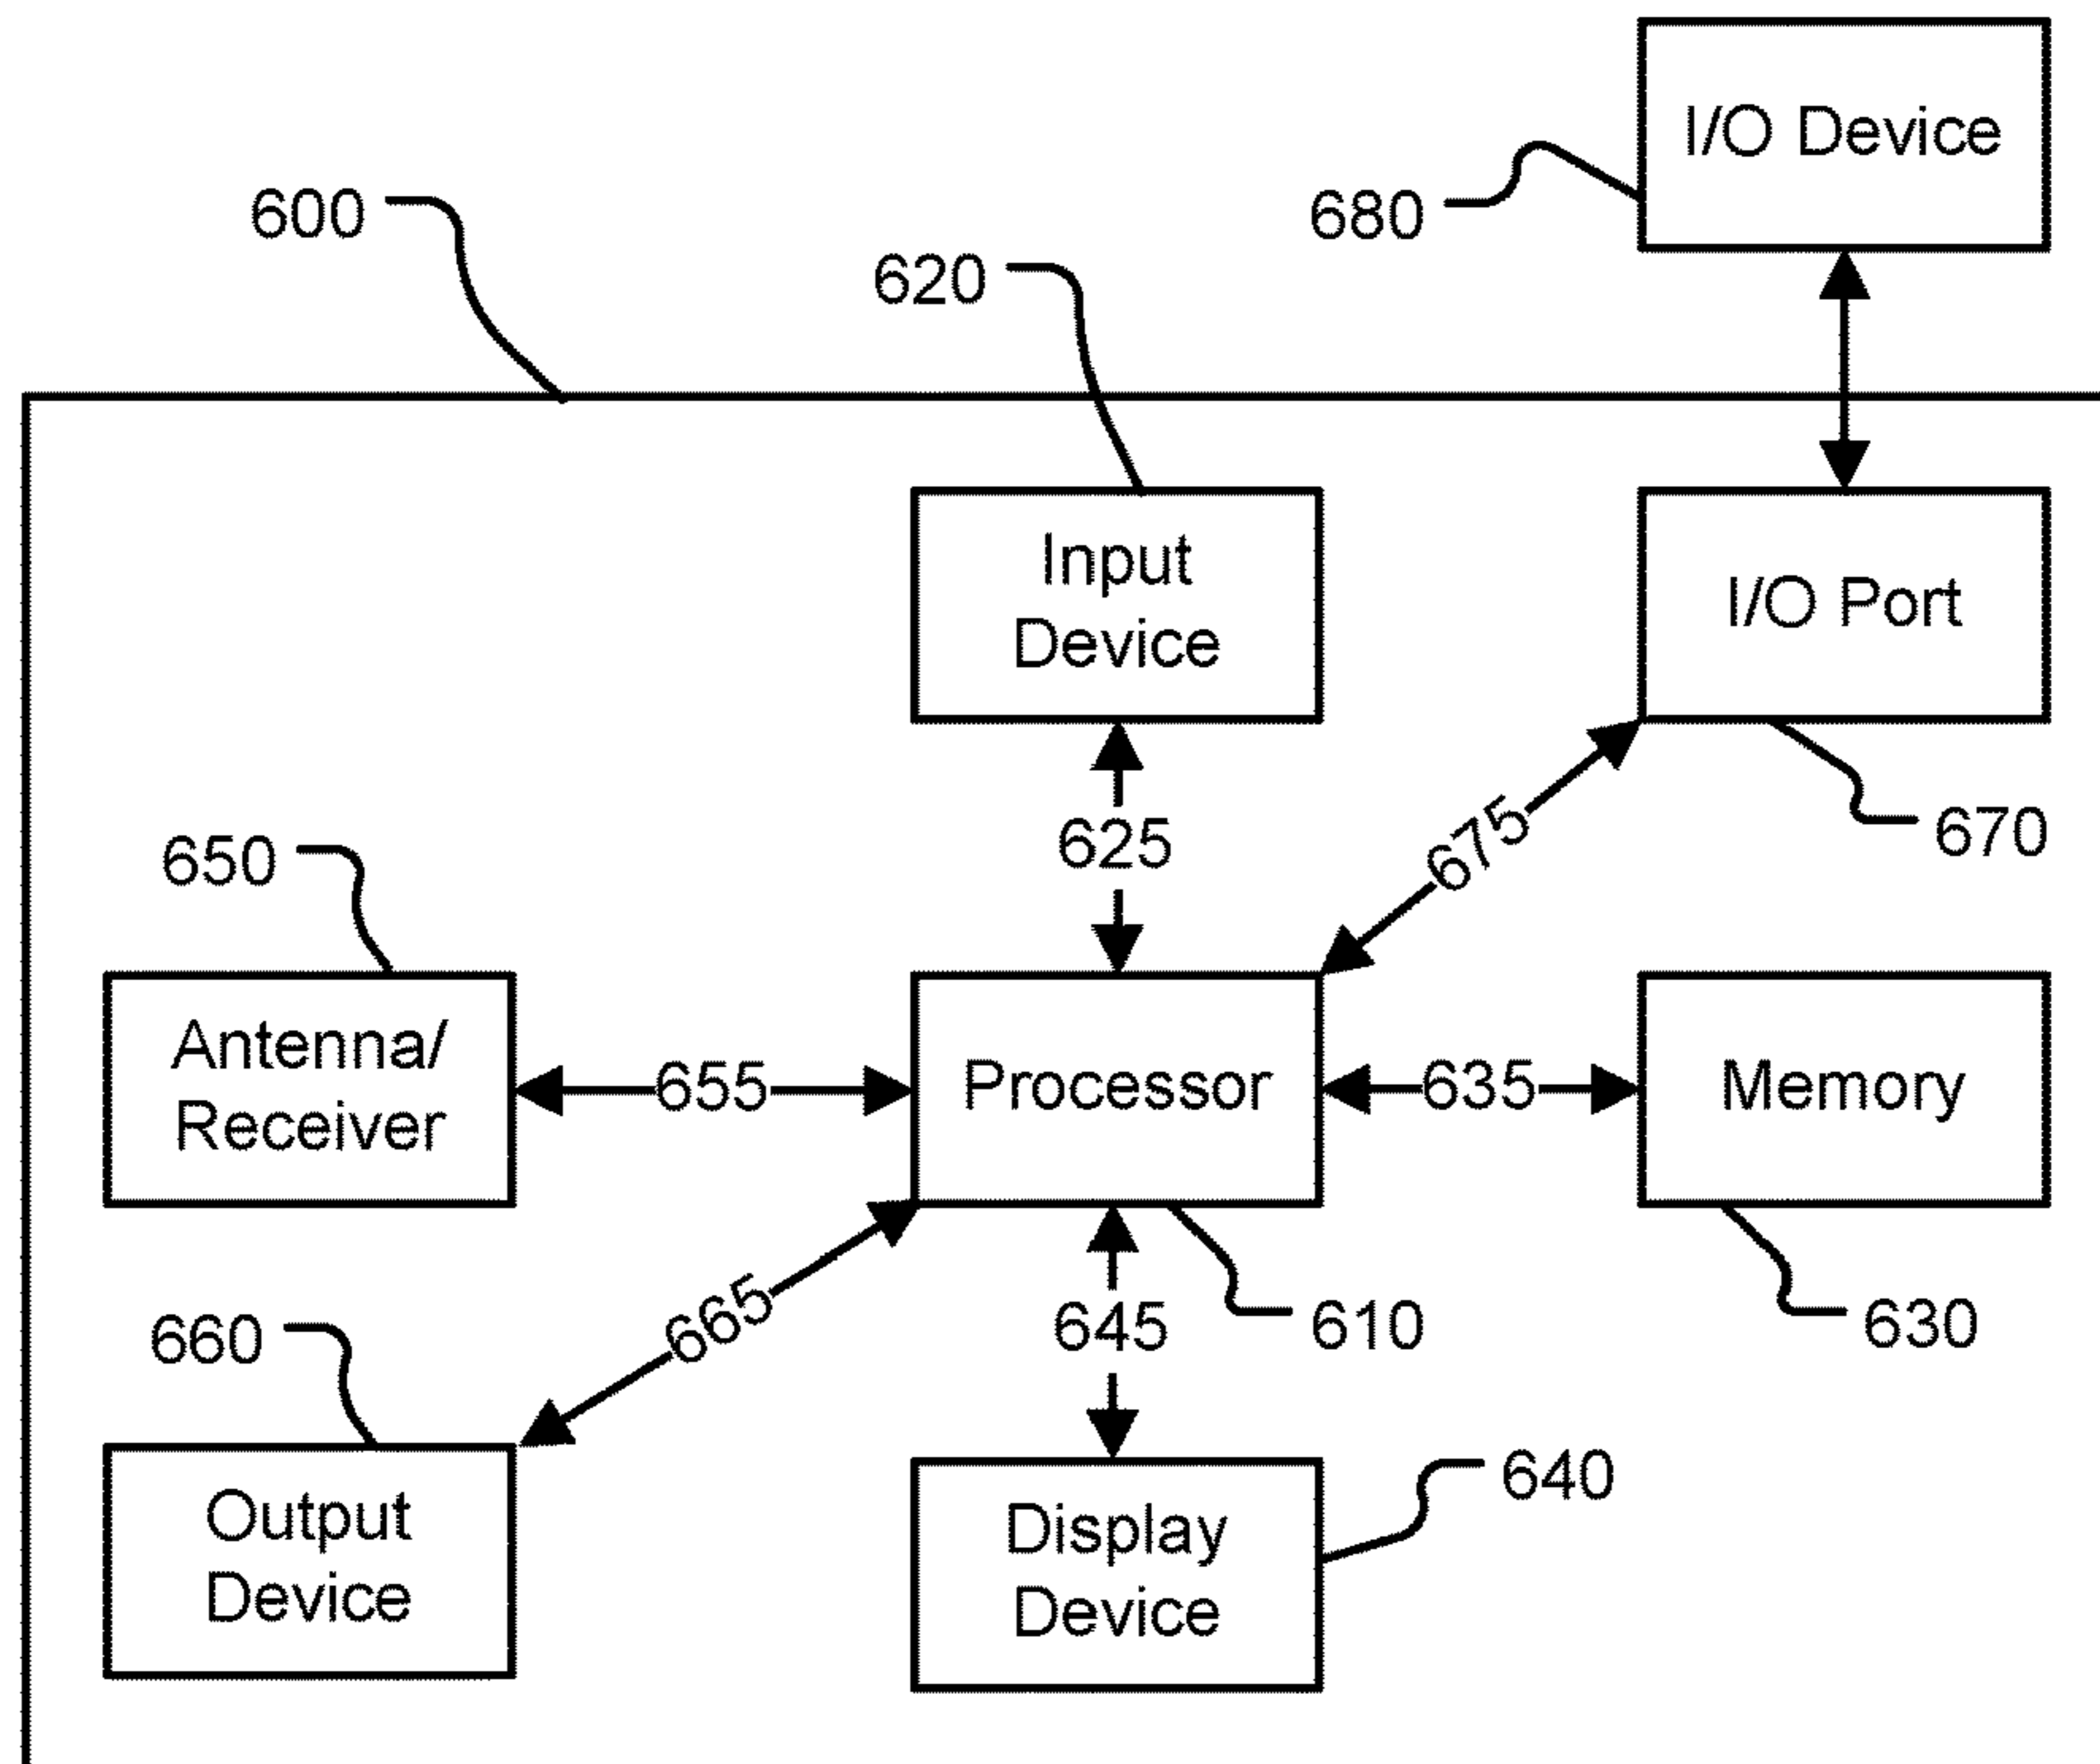 I/O Device
680
600
620
Input
Device
I/O Port
625
675
670
650
Antenna/
Receiver
655
Processor
635
Memory
665
645
610
630
660
Output
Device
Display
Device
640